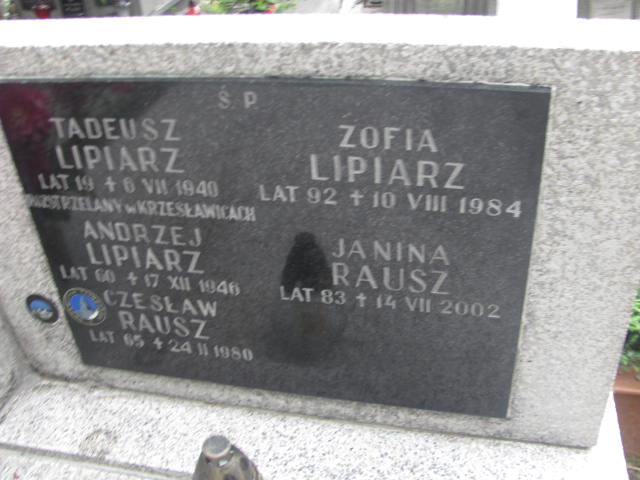 Ś P
TADEUSZ
LIPIARZ
LAT 19 + 6 VII 1940
ROZSTRZELANY w KRZESŁAWICACH
ANDRZEJ
LIPIARZ
LAT 60 + 17 XII 1946
CZESŁAW
RAUSZ
LAT 65 + 24 II 1980
ZOFIA
LIPIARZ
LAT 92 + 10 VIII 1984
JANINA
RAUSZ
LAT 83 + 14 VII 2002